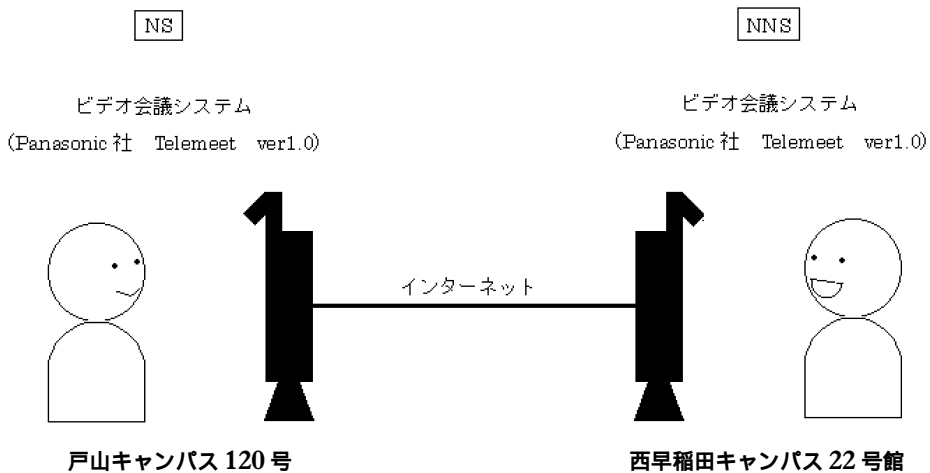 NS
NNS
ビデオ会議システム
(Panasonic 社　Telemeet　ver1.0)
ビデオ会議システム
(Panasonic 社　Telemeet　ver1.0)
インターネット
戸山キャンパス 120 号
西早稲田キャンパス 22 号館